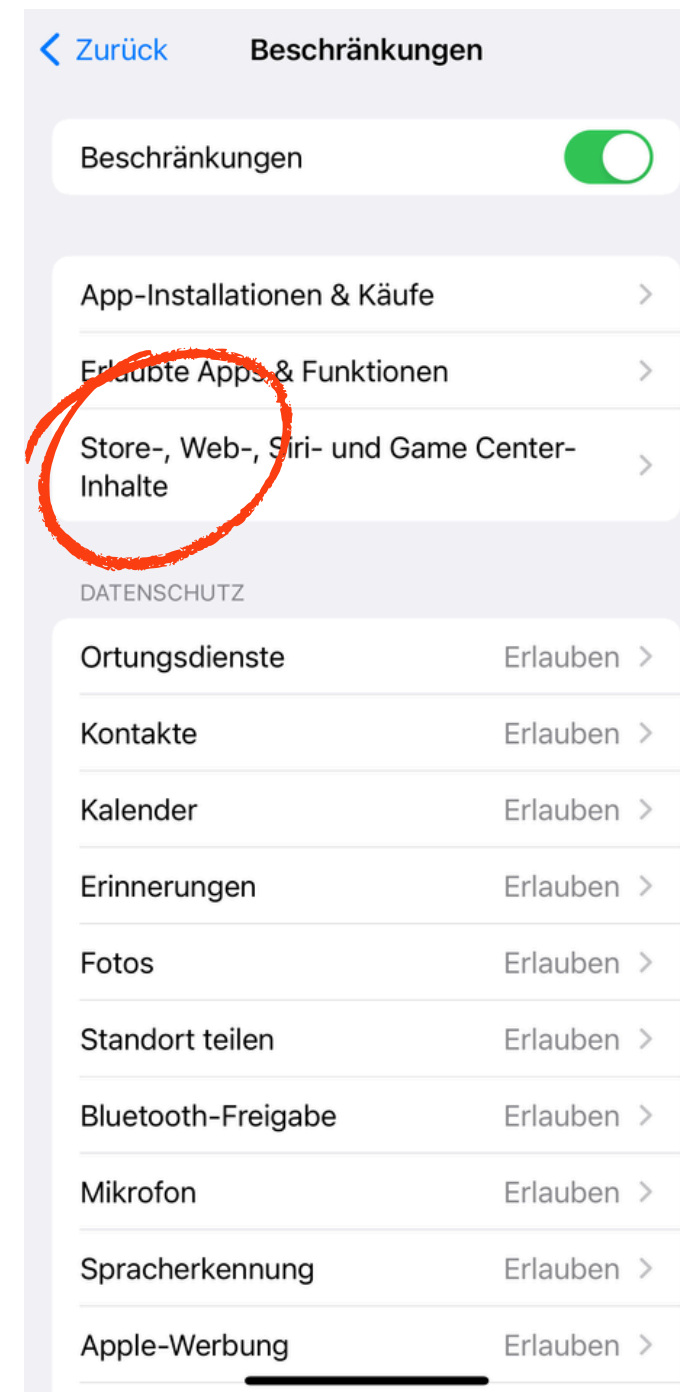 Zurück Beschränkungen
Beschränkungen
App-Installationen & Käufe
Erlaubte Apps & Funktionen
Store-, Web-, Siri- und Game Center-
Inhalte
DATENSCHUTZ
Ortungsdienste Erlauben
Kontakte Erlauben
Kalender Erlauben
Erinnerungen Erlauben
Fotos Erlauben
Standort teilen Erlauben
Bluetooth-Freigabe Erlauben
Mikrofon Erlauben
Spracherkennung Erlauben
Apple-Werbung Erlauben